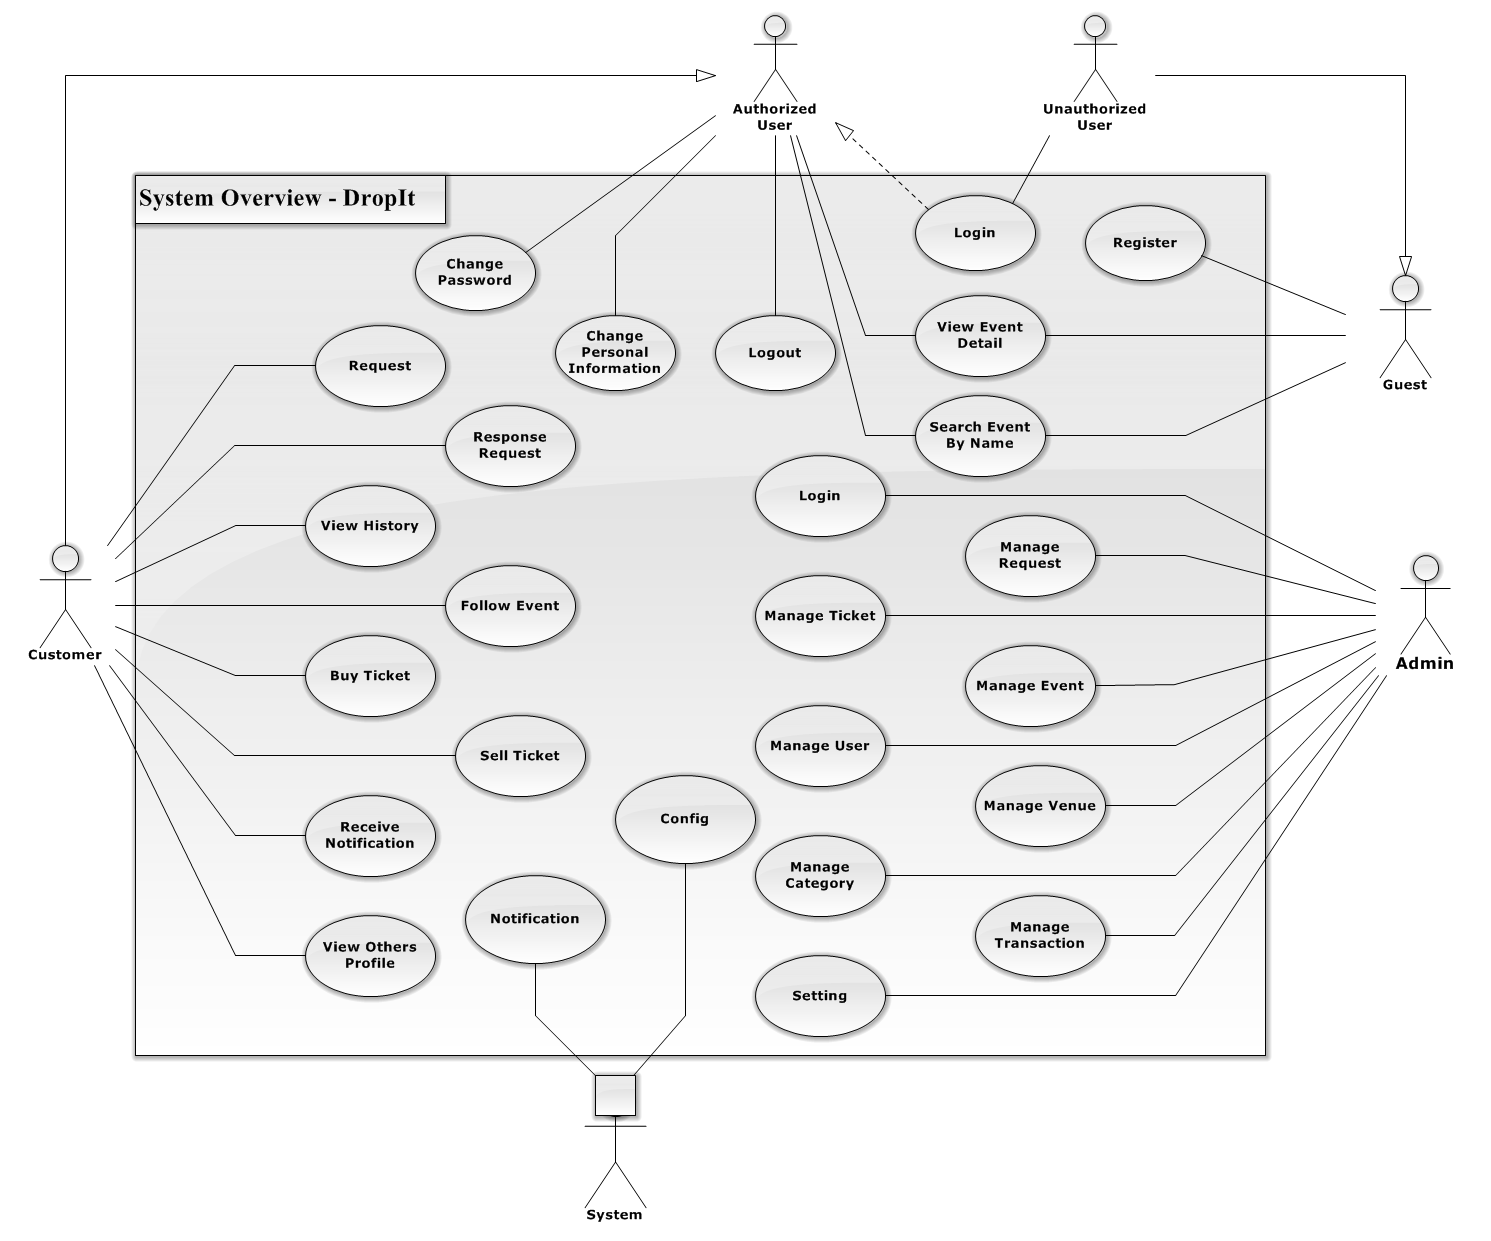 Authorized
User
Unauthorized
User
System Overview - DropIt
Login
Register
Change
Password
View Event
Detail
Change
Personal
Information
Logout
Request
Guest
Search Event
By Name
Response
Request
Login
View History
Manage
Request
Follow Event
Manage Ticket
Customer
Admin
Buy Ticket
Manage Event
Sell Ticket
Manage User
Config
Manage Venue
Receive
Notification
Manage
Category
Notification
Manage
Transaction
View Others
Profile
Setting
System